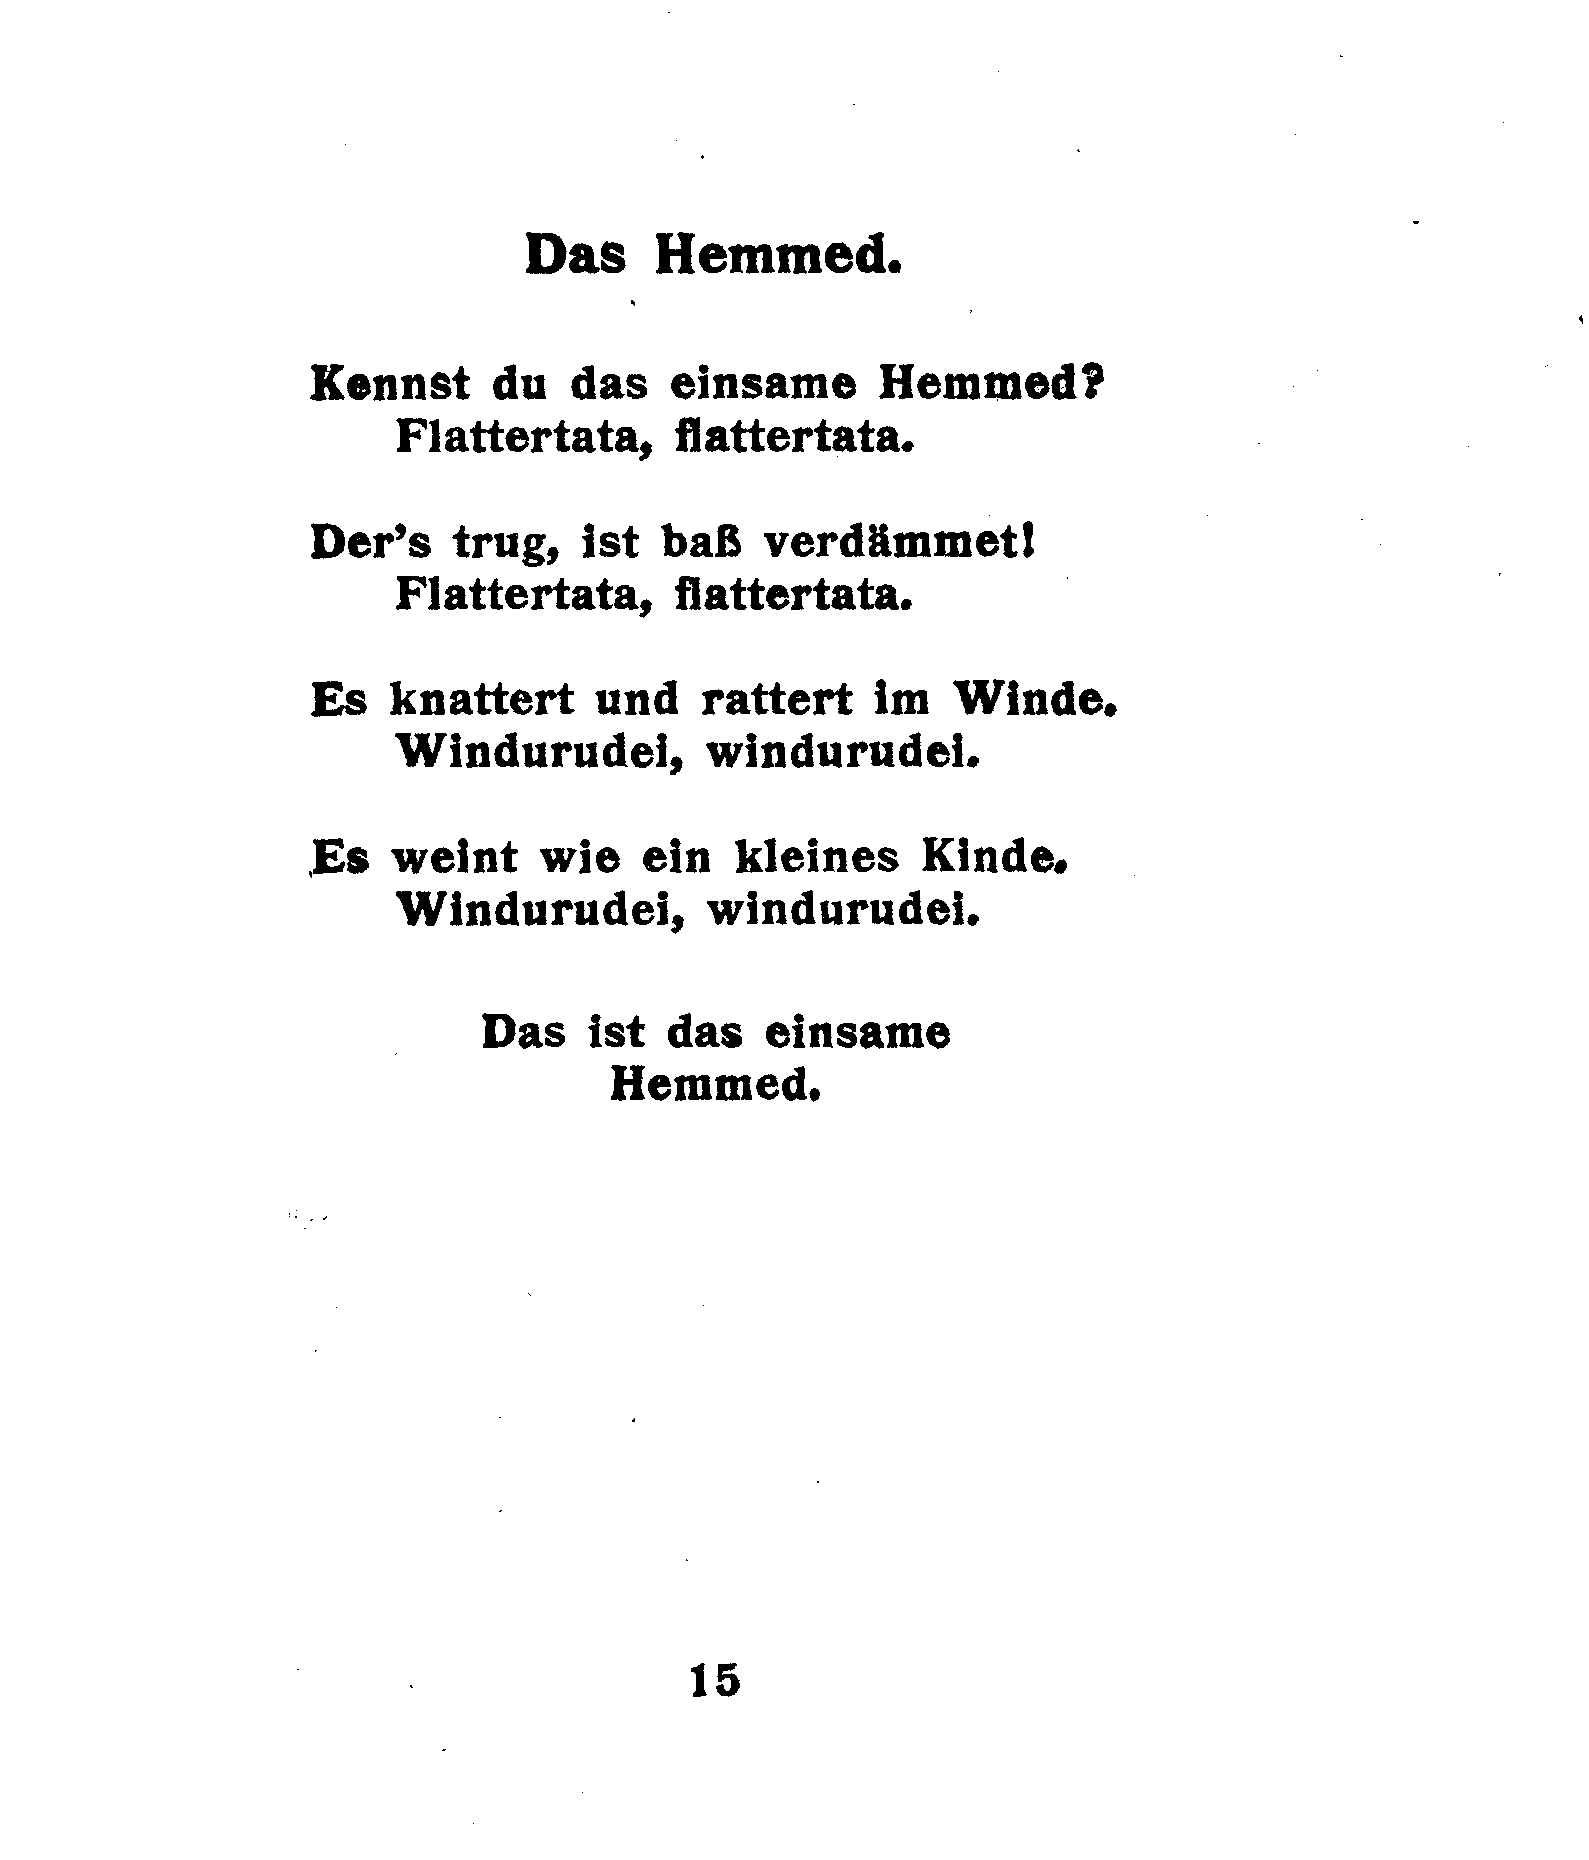 Das Hemmed.
Kennst du das einsame Hemmed?
Flattertata, flattertata.
Der's trug, ist baß verdämmet!
Flattertata, flattertata.
Es knattert und rattert im Winde.
Windurudei, windurudei.
Es weint wie ein kleines Kinde.
Windurudei, windurudei.
Das ist das einsame
Hemmed.
15